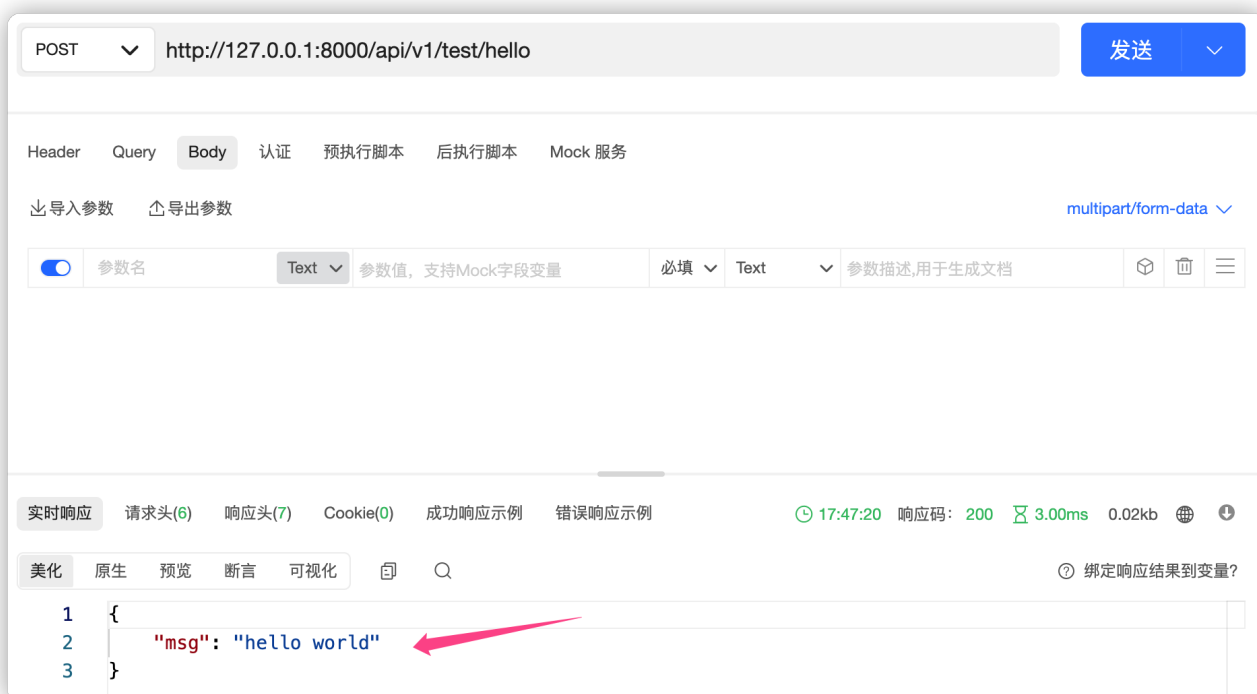 POST http://127.0.0.1:8000/api/v1/test/hello 发送
Header Query Body 认证 预执行脚本 后执行脚本 Mock 服务
导入参数 导出参数 multipart/form-data
参数名 Text 参数值，支持Mock字段变量 必填 Text 参数描述,用于生成文档
实时响应 请求头(6) 响应头(7) Cookie(0) 成功响应示例 错误响应示例 17:47:20 响应码： 200 3.00ms 0.02kb
美化 原生 预览 断言 可视化 绑定响应结果到变量?
1 {
2 "msg": "hello world"
3 }